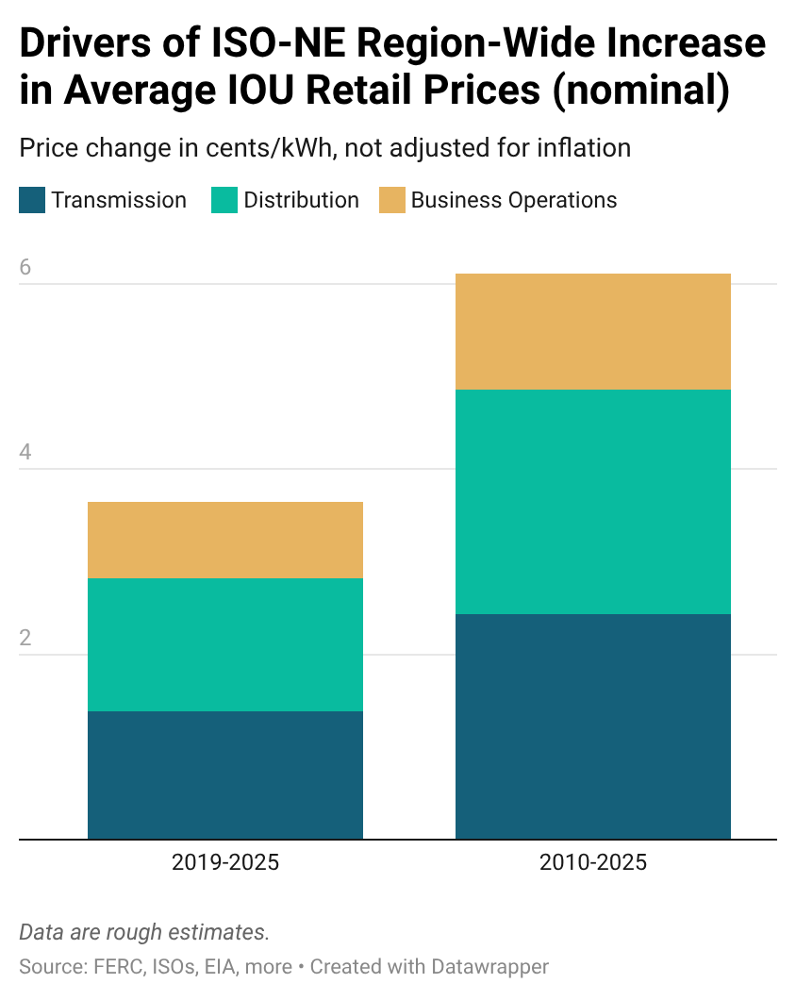 Drivers of ISO-NE Region-Wide Increase
in Average IOU Retail Prices (nominal)
Price change in cents/kWh, not adjusted for inflation
Transmission Distribution Business Operations
6
4
2
2019-2025 2010-2025
Data are rough estimates.
Source: FERC, ISOs, EIA, more • Created with Datawrapper